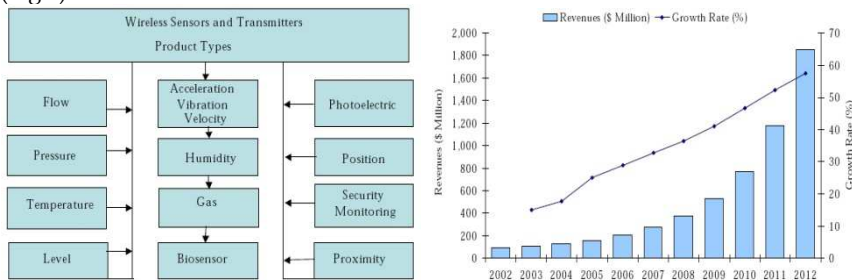 Wireless Sensors and Transmitters
Product Types
Flow
Pressure
Temperature
Level
Acceleration
Vibration
Velocity
Humidity
Gas
Biosensor
Photoelectric
Position
Security
Monitoring
Proximity
Revenues ($ Million)
Growth Rate (%)
Revenues ($ Million)
2,000
1,800
1,600
1,400
1,200
1,000
800
600
400
200
0
70
60
50
40
30
20
10
0
Growth Rate (%)
2002 2003 2004 2005 2006 2007 2008 2009 2010 2011 2012